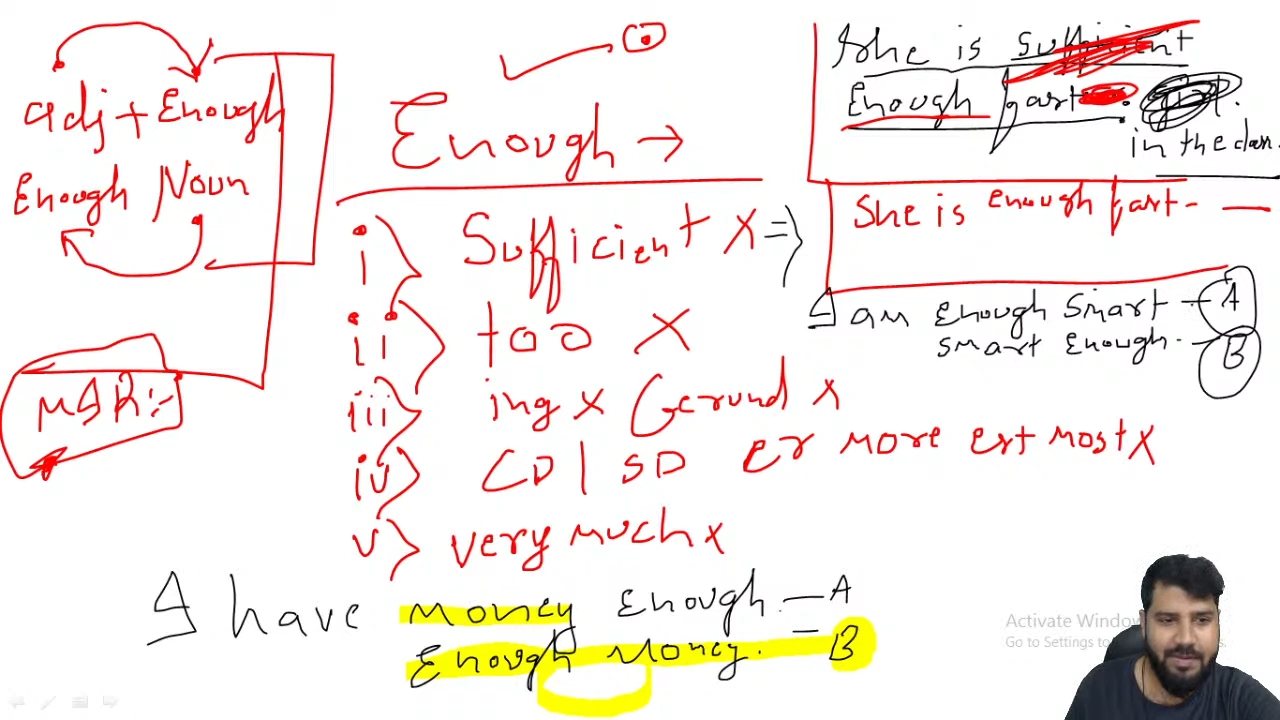 adj + Enough
Enough Noun
MSR:-
Enough →
i} Sufficient X ⇒
ii} too X
iii} ing X Gerund X
iv} CD | SD er more est most X
v} very much X
She is sufficient
Enough fast
in the class.
She is Enough fast -
I am Enough Smart - A
Smart Enough. - B
I have money Enough. - A
Enough Money. - B
Activate Window
Go to Settings to